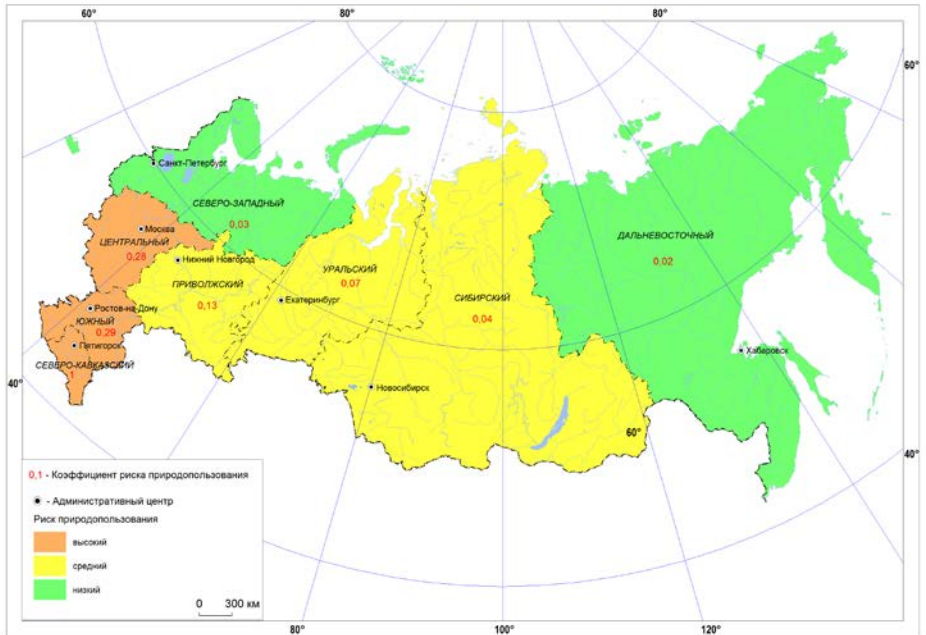 60°
80°
80°
60°
Санкт-Петербург
СЕВЕРО-ЗАПАДНЫЙ
0,03
Москва
ЦЕНТРАЛЬНЫЙ
0,28
Нижний Новгород
ДАЛЬНЕВОСТОЧНЫЙ
0,02
УРАЛЬСКИЙ
0,07
ПРИВОЛЖСКИЙ
0,13
Екатеринбург
СИБИРСКИЙ
0,04
Ростов-на-Дону
ЮЖНЫЙ
0,29
Пятигорск
СЕВЕРО-КАВКАЗСКИЙ
1
Хабаровск
40°
Новосибирск
60°
40°
0,1 - Коэффициент риска природопользования
- Административный центр
Риск природопользования
высокий
средний
низкий
0 300 км
80°
100°
120°